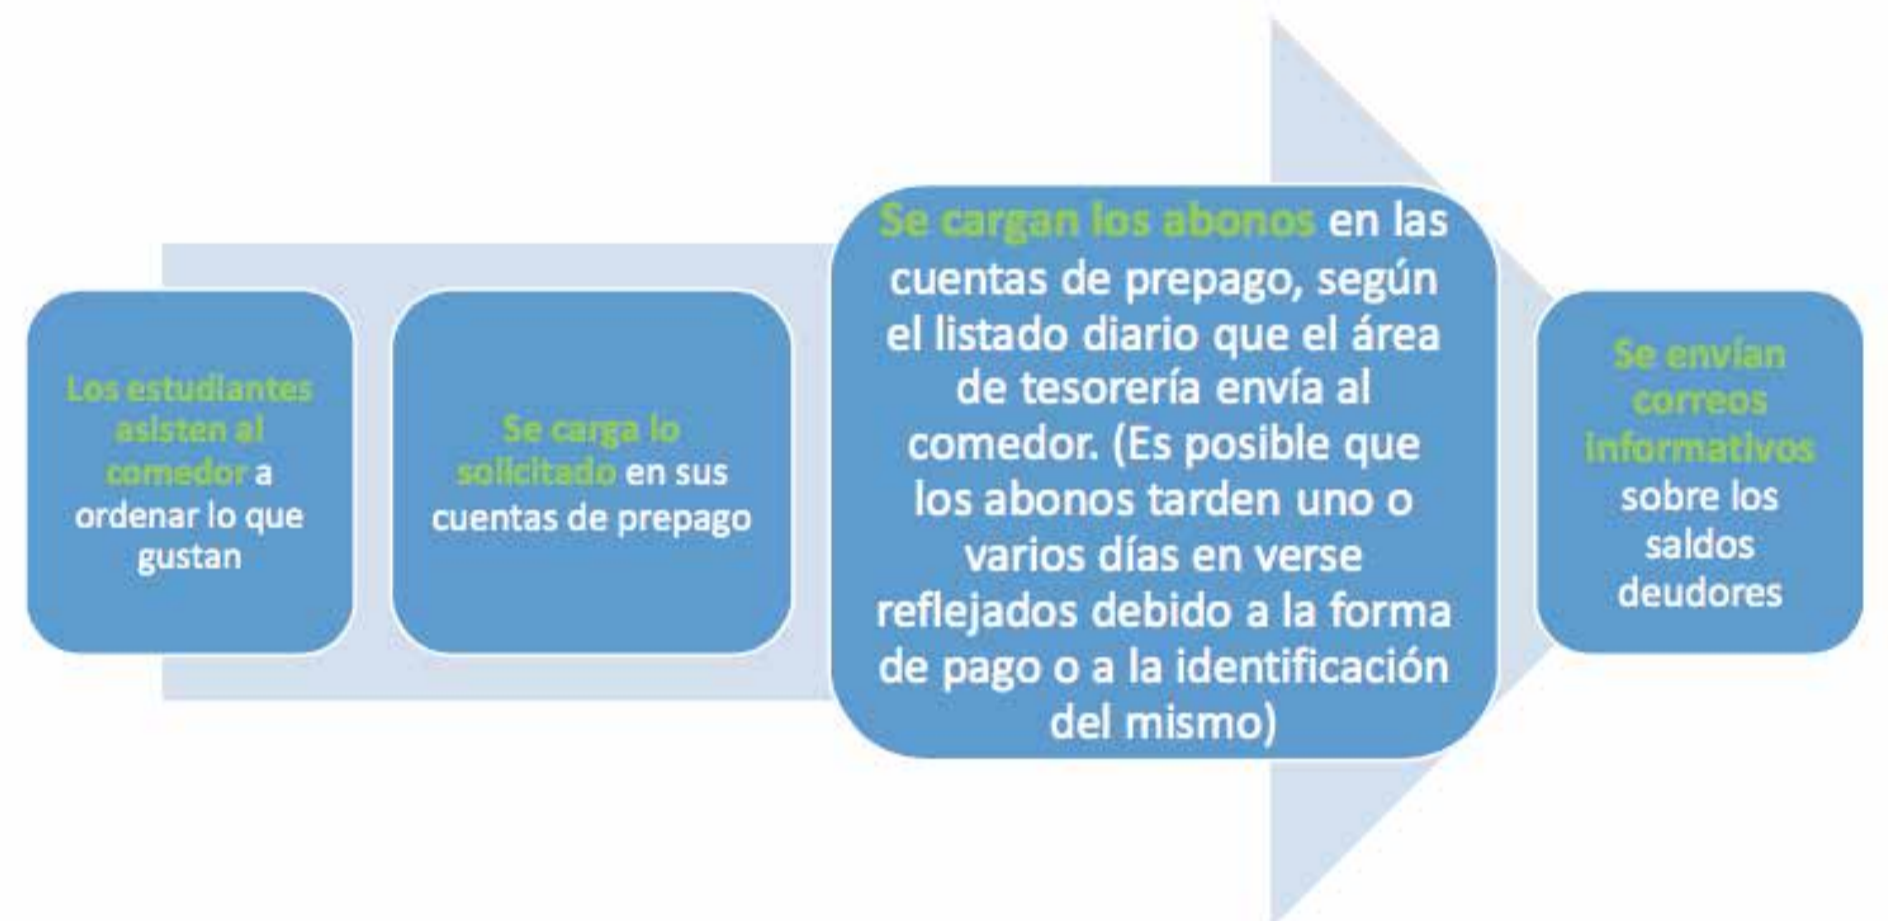 Los estudiantes
asisten al
comedor a
ordenar lo que
gustan
Se carga lo
solicitado en sus
cuentas de prepago
Se cargan los abonos en las
cuentas de prepago, según
el listado diario que el área
de tesorería envía al
comedor. (Es posible que
los abonos tarden uno o
varios días en verse
reflejados debido a la forma
de pago o a la identificación
del mismo)
Se envían
correos
informativos
sobre los
saldos
deudores